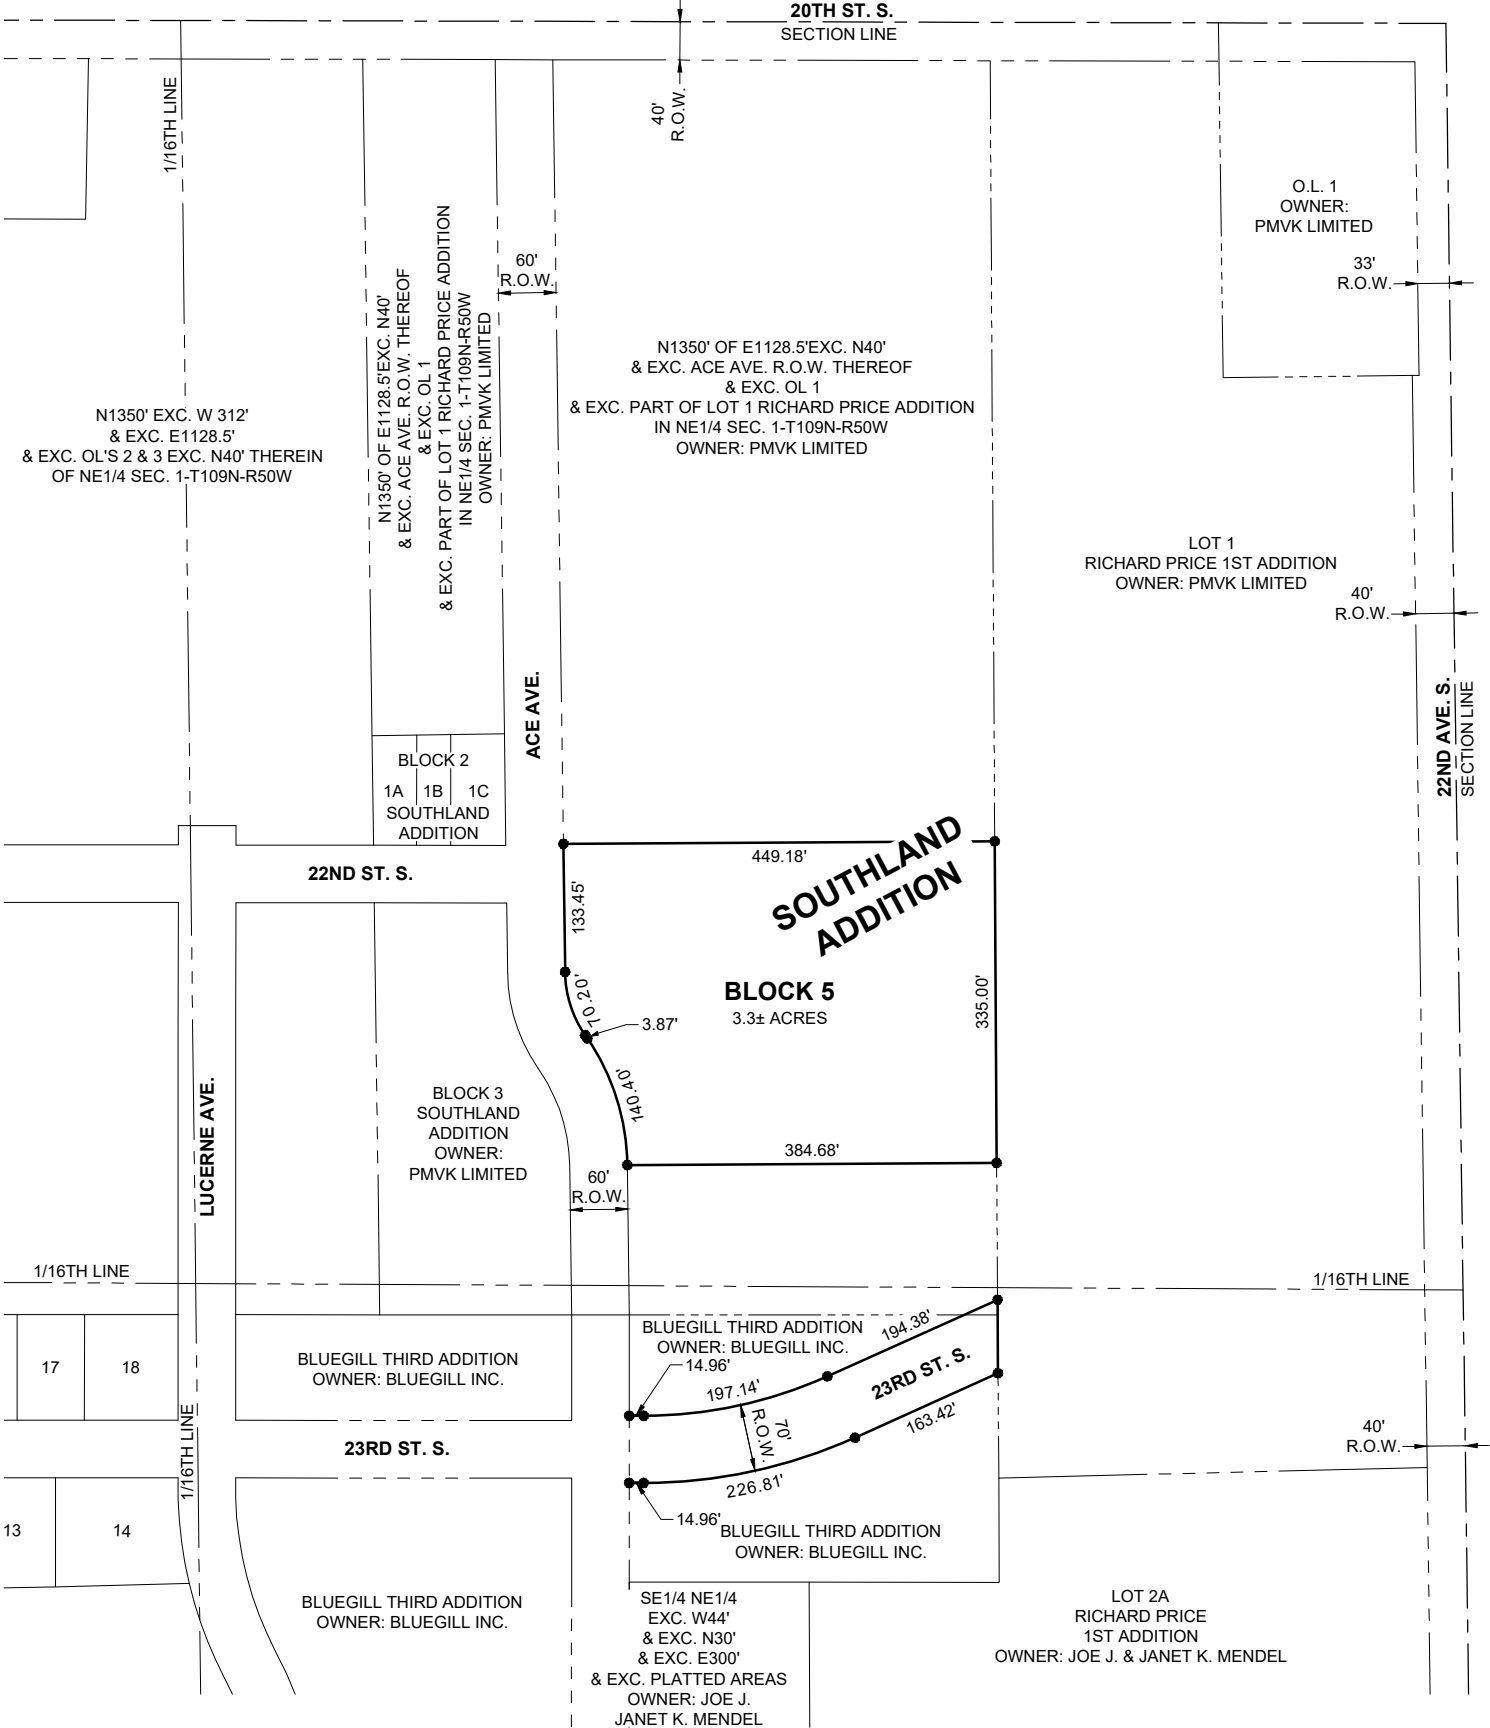 20TH ST. S.
SECTION LINE
1/16TH LINE
40'
R.O.W.
O.L. 1
OWNER:
PMVK LIMITED
33'
R.O.W.
60'
R.O.W.
N1350' OF E1128.5'EXC. N40'
& EXC. ACE AVE. R.O.W. THEREOF
& EXC. OL 1
& EXC. PART OF LOT 1 RICHARD PRICE ADDITION
IN NE1/4 SEC. 1-T109N-R50W
OWNER: PMVK LIMITED
N1350' OF E1128.5'EXC. N40'
& EXC. ACE AVE. R.O.W. THEREOF
& EXC. OL 1
& EXC. PART OF LOT 1 RICHARD PRICE ADDITION
IN NE1/4 SEC. 1-T109N-R50W
OWNER: PMVK LIMITED
N1350' EXC. W 312'
& EXC. E1128.5'
& EXC. OL'S 2 & 3 EXC. N40' THEREIN
OF NE1/4 SEC. 1-T109N-R50W
LOT 1
RICHARD PRICE 1ST ADDITION
OWNER: PMVK LIMITED
40'
R.O.W.
ACE AVE.
22ND AVE. S.
SECTION LINE
BLOCK 2
1A 1B 1C
SOUTHLAND
ADDITION
22ND ST. S.
449.18'
SOUTHLAND
ADDITION
133.45'
BLOCK 5
3.3± ACRES
335.00'
70.20'
3.87'
140.40'
384.68'
BLOCK 3
SOUTHLAND
ADDITION
OWNER:
PMVK LIMITED
LUCERNE AVE.
60'
R.O.W.
1/16TH LINE
1/16TH LINE
BLUEGILL THIRD ADDITION
OWNER: BLUEGILL INC.
194.38'
14.96'
197.14'
23RD ST. S.
17
18
BLUEGILL THIRD ADDITION
OWNER: BLUEGILL INC.
70'
R.O.W.
163.42'
23RD ST. S.
1/16TH LINE
40'
R.O.W.
226.81'
14.96'
BLUEGILL THIRD ADDITION
OWNER: BLUEGILL INC.
13
14
BLUEGILL THIRD ADDITION
OWNER: BLUEGILL INC.
SE1/4 NE1/4
EXC. W44'
& EXC. N30'
& EXC. E300'
& EXC. PLATTED AREAS
OWNER: JOE J.
JANET K. MENDEL
LOT 2A
RICHARD PRICE
1ST ADDITION
OWNER: JOE J. & JANET K. MENDEL